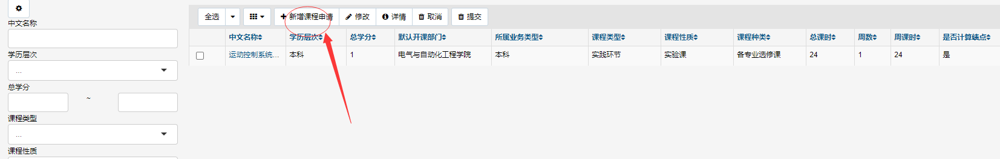 中文名称
学历层次
...
总学分
~
课程类型
...
课程性质
全选 新增课程申请 修改 详情 取消 提交
中文名称 学历层次 总学分 默认开课部门 所属业务类型 课程类型 课程性质 课程种类 总课时 周数 周课时 是否计算绩点
运动控制系统... 本科 1 电气与自动化工程学院 本科 实践环节 实验课 各专业选修课 24 1 24 是